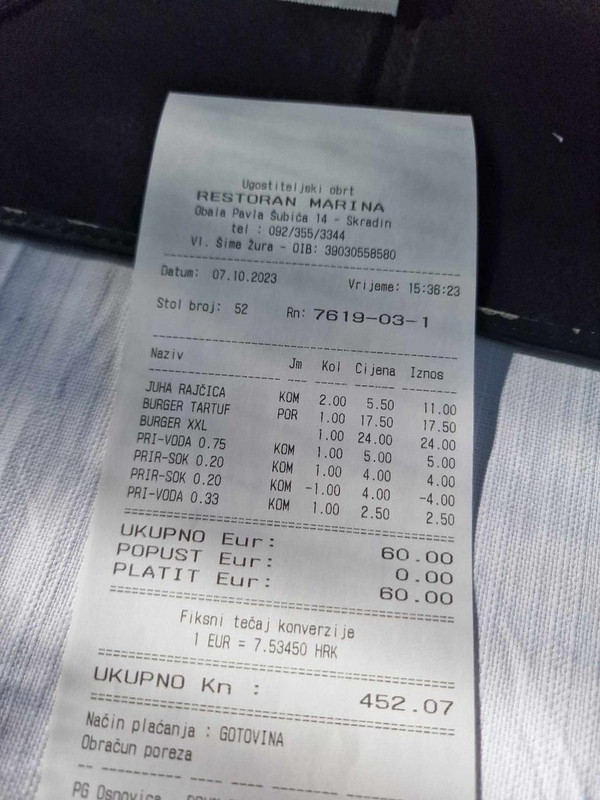 Ugostiteljski obrt
RESTORAN MARINA
Obala Pavla Šubića 14 - Skradin
tel : 092/355/3344
Vl. Šime Žura - OIB: 39030558580
Datum: 07.10.2023 Vrijeme: 15:36:23
Stol broj: 52 Rn: 7619-03-1
Naziv Jm Kol Cijena Iznos
JUHA RAJČICA KOM 2.00 5.50 11.00
BURGER TARTUF POR 1.00 17.50 17.50
BURGER XXL 1.00 24.00 24.00
PRI-VODA 0.75 KOM 1.00 5.00 5.00
PRIR-SOK 0.20 KOM 1.00 4.00 4.00
PRIR-SOK 0.20 KOM -1.00 4.00 -4.00
PRI-VODA 0.33 KOM 1.00 2.50 2.50
UKUPNO Eur: 60.00
POPUST Eur: 0.00
PLATIT Eur: 60.00
Fiksni tečaj konverzije
1 EUR = 7.53450 HRK
UKUPNO Kn : 452.07
Način plaćanja : GOTOVINA
Obračun poreza
PG Osnovica